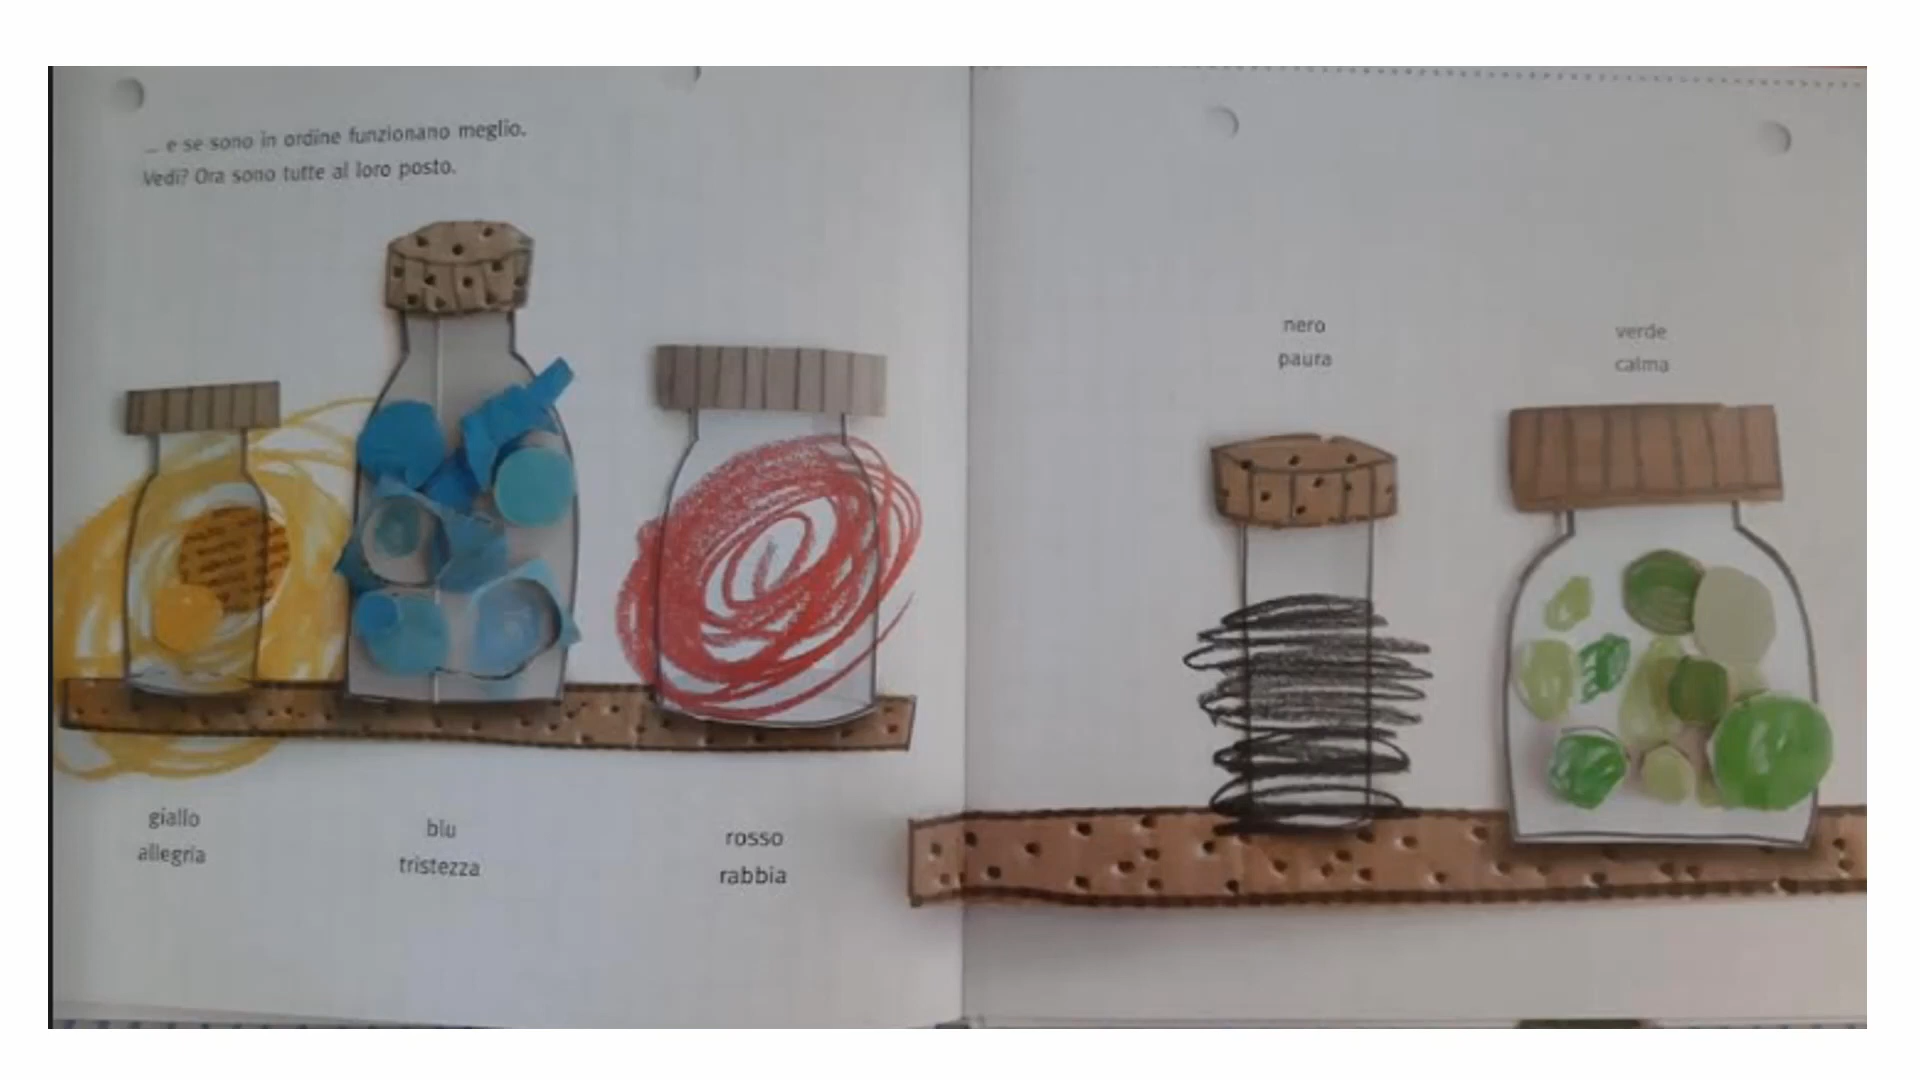 ... e se sono in ordine funzionano meglio.
Vedi? Ora sono tutte al loro posto.
giallo
allegria
blu
tristezza
rosso
rabbia
nero
paura
verde
calma